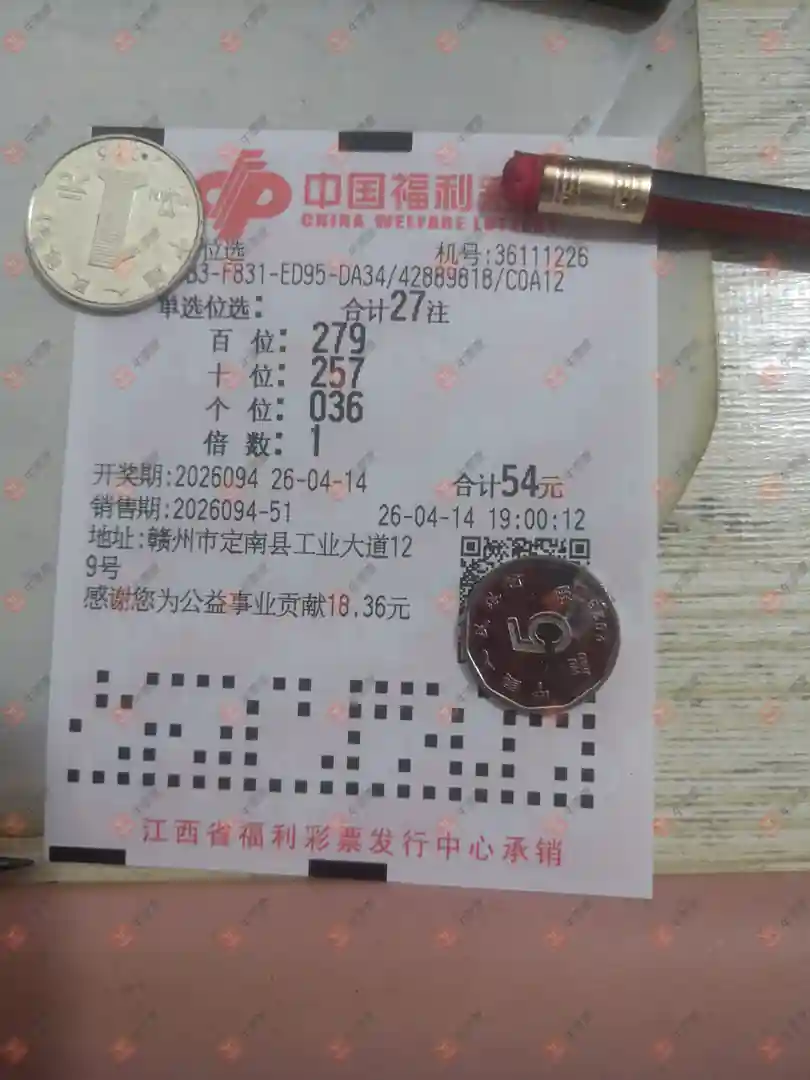 中国福利
CHINA WELFARE LOT
位选 机号:36111226
B3-F831-ED95-DA34/42889818/C0A12
单选位选: 合计27注
百 位: 279
十 位: 257
个 位: 036
倍 数: 1
开奖期:2026094 26-04-14 合计54元
销售期:2026094-51 26-04-14 19:00:12
地址:赣州市定南县工业大道12
9号
感谢您为公益事业贡献18.36元
5
江西省福利彩票发行中心承销